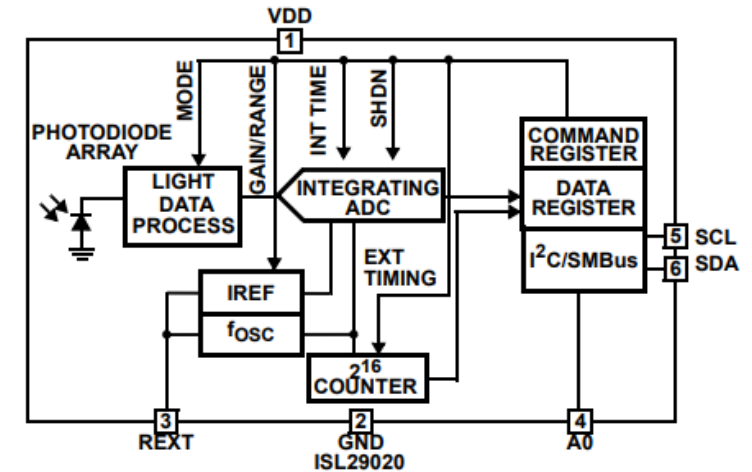 VDD
1
MODE
GAIN/RANGE
INT TIME
SHDN
PHOTODIODE
ARRAY
LIGHT
DATA
PROCESS
INTEGRATING
ADC
COMMAND
REGISTER
DATA
REGISTER
I²C/SMBus
5 SCL
6 SDA
EXT
TIMING
IREF
fOSC
2¹⁶
COUNTER
3
REXT
2
GND
ISL29020
4
A0